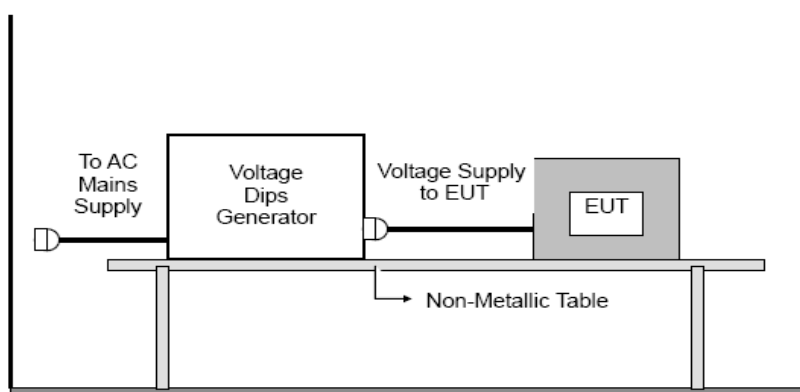 To AC
Mains
Supply
Voltage
Dips
Generator
Voltage Supply
to EUT
EUT
Non-Metallic Table